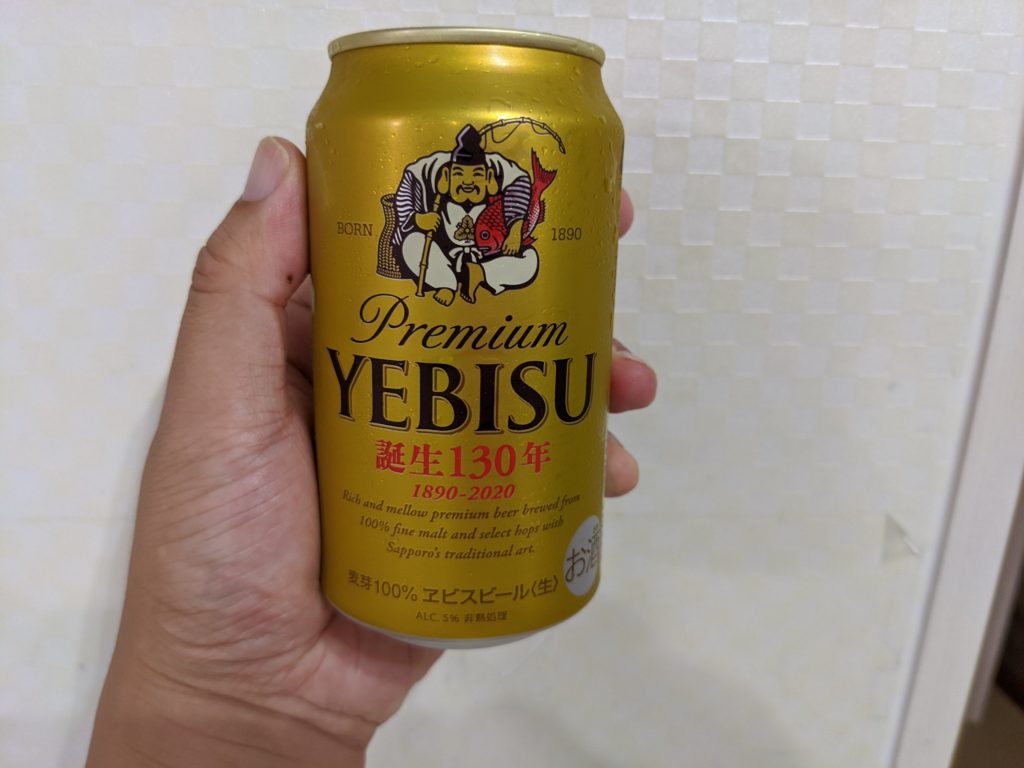 BORN 1890
Premium
YEBISU
誕生130年
1890-2020
Rich and mellow premium beer brewed from
100% fine malt and select hops with
Sapporo's traditional art.
お酒
麦芽100% ヱビスビール〈生〉
ALC. 5% 非熱処理